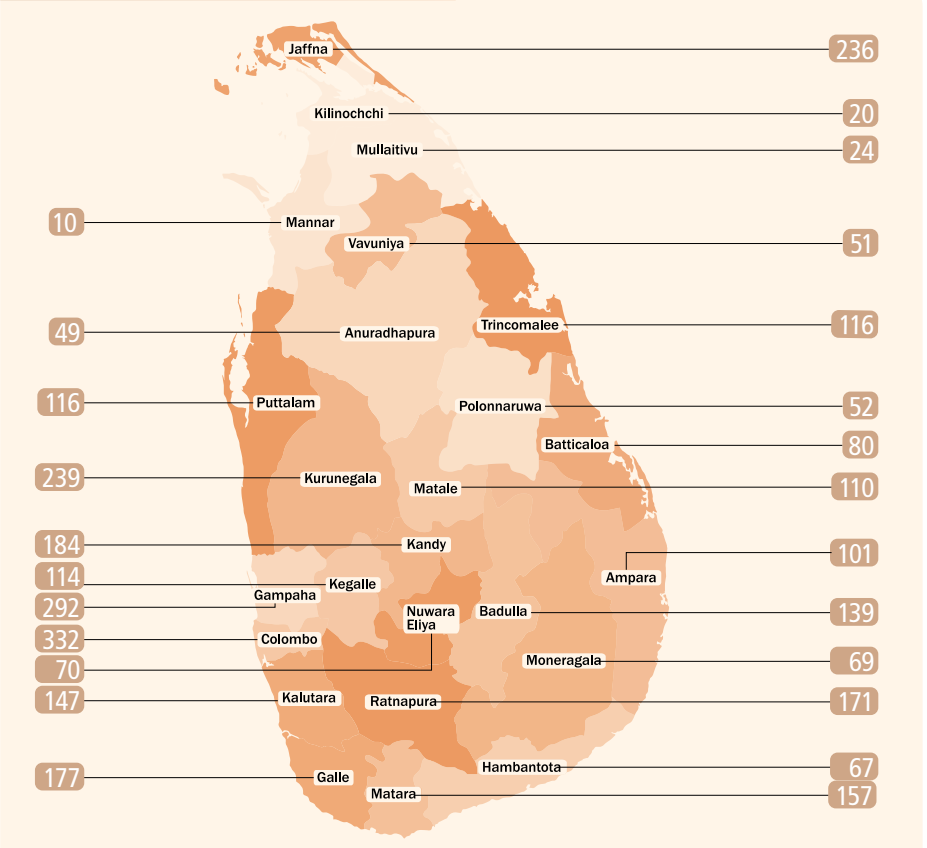 Jaffna 236
Kilinochchi 20
Mullaitivu 24
10 Mannar
Vavuniya 51
49 Anuradhapura
Trincomalee 116
116 Puttalam
Polonnaruwa 52
Batticaloa 80
239 Kurunegala
Matale 110
184 Kandy
101
Ampara
114 Kegalle
Gampaha
292
Nuwara
Eliya
Badulla 139
332 Colombo
70
Moneragala 69
147 Kalutara
Ratnapura 171
Hambantota 67
177 Galle
Matara 157